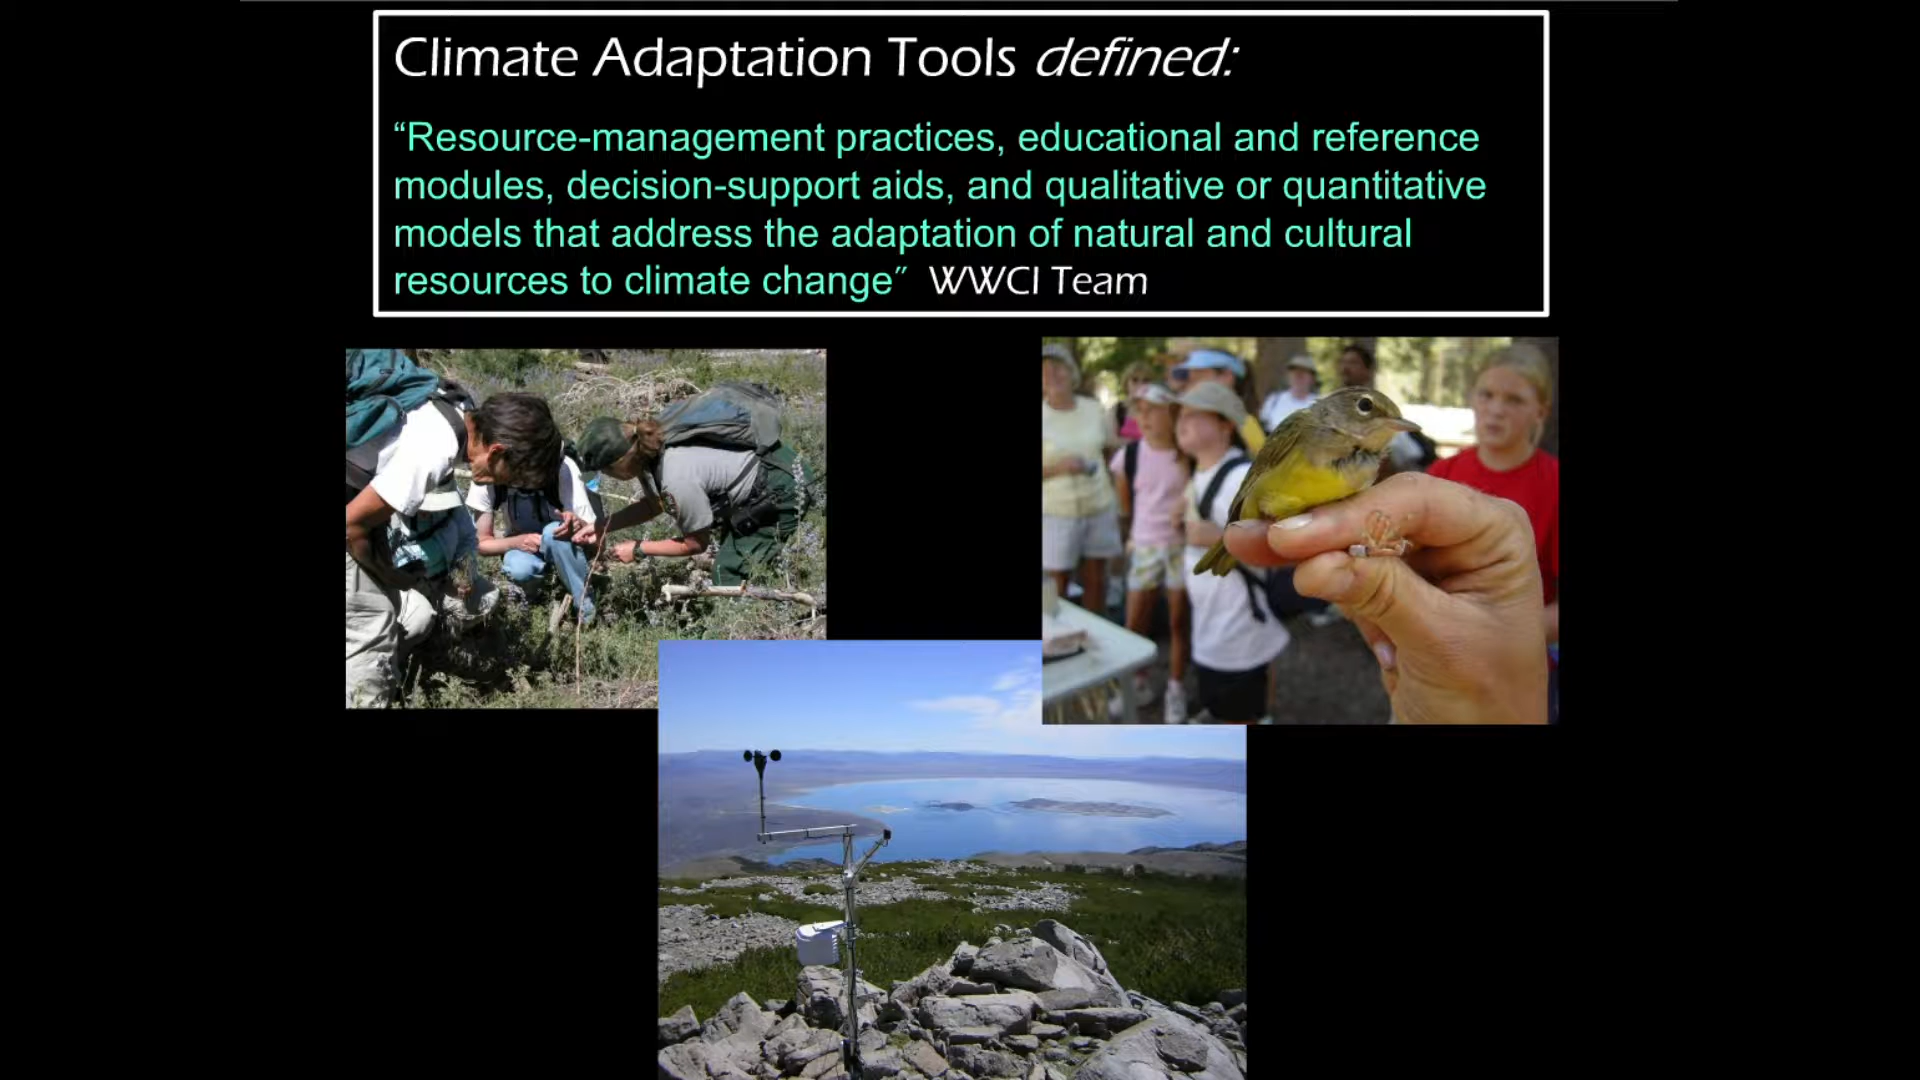 Climate Adaptation Tools defined:
“Resource-management practices, educational and reference
modules, decision-support aids, and qualitative or quantitative
models that address the adaptation of natural and cultural
resources to climate change” WWCI Team